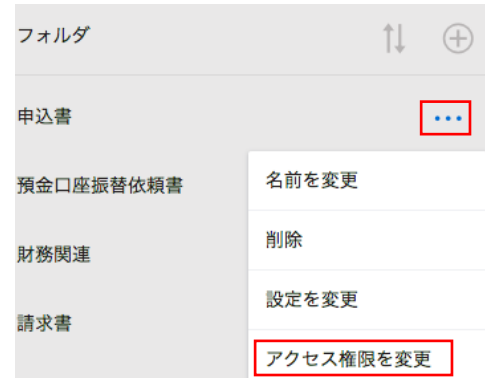 フォルダ
申込書
預金口座振替依頼書
名前を変更
財務関連
削除
設定を変更
請求書
アクセス権限を変更